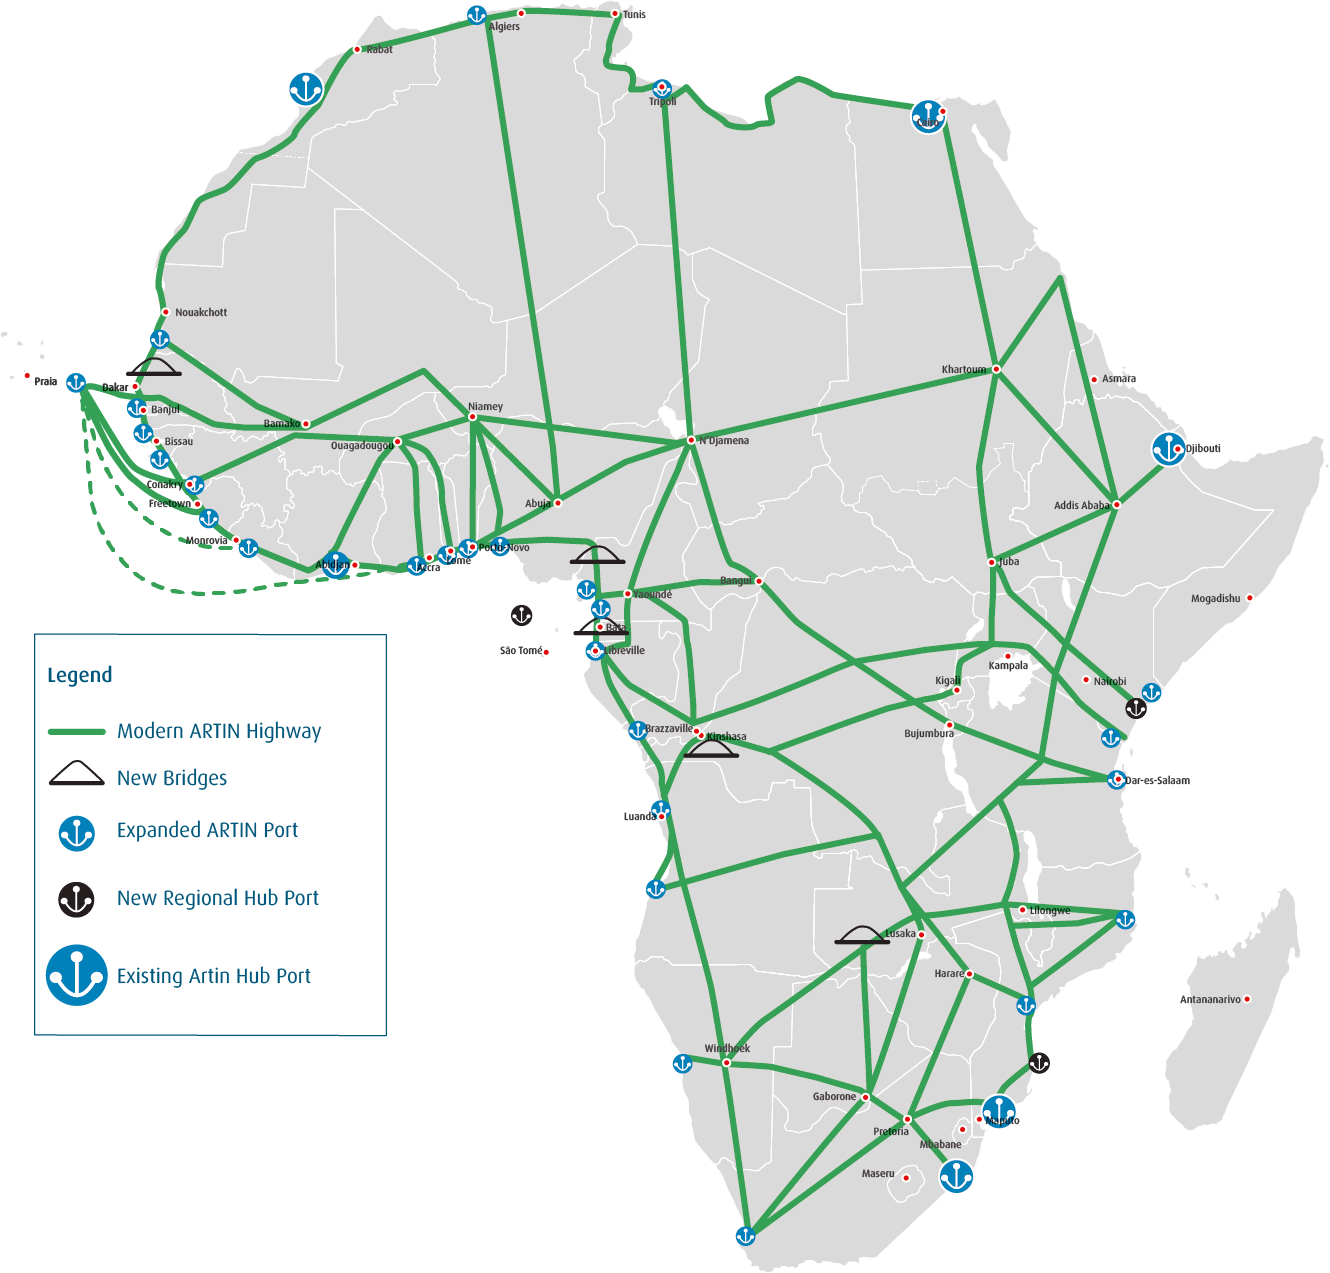 Algiers
Tunis
Rabat
Tripoli
Cairo
Nouakchott
Khartoum
Praia
Dakar
Asmara
Banjul
Niamey
Bamako
Bissau
Ouagadougou
N'Djamena
Djibouti
Conakry
Freetown
Abuja
Addis Ababa
Monrovia
Porto-Novo
Abidjan
Accra
Lome
Juba
Bangui
Yaoundé
Mogadishu
Bata
São Tomé
Libreville
Kampala
Kigali
Nairobi
Brazzaville
Kinshasa
Bujumbura
Dar-es-Salaam
Luanda
Lilongwe
Lusaka
Harare
Antananarivo
Windhoek
Gaborone
Pretoria
Maputo
Mbabane
Maseru
Legend
Modern ARTIN Highway
New Bridges
Expanded ARTIN Port
New Regional Hub Port
Existing Artin Hub Port